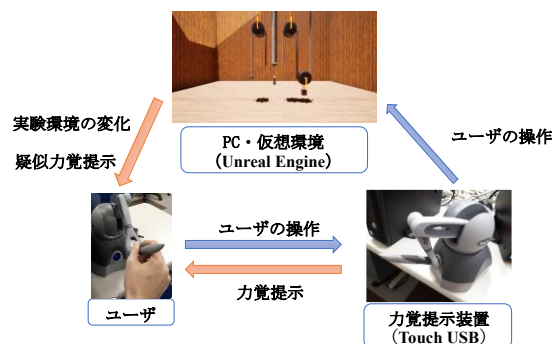 PC・仮想環境
(Unreal Engine)
実験環境の変化
疑似力覚提示
ユーザの操作
ユーザの操作
力覚提示
ユーザ
力覚提示装置
(Touch USB)